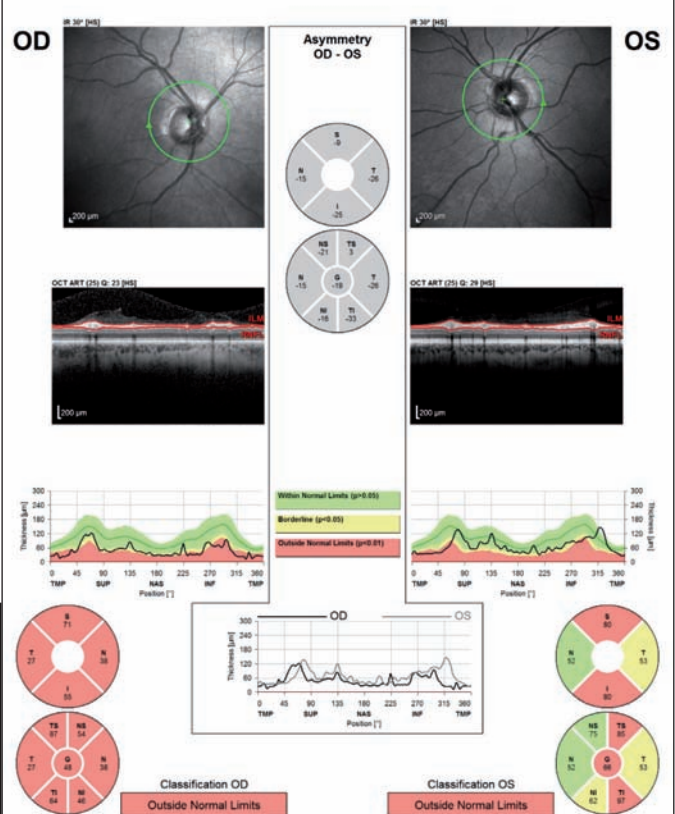 IR 30° [HS]
IR 30° [HS]
OD
Asymmetry
OD - OS
OS
200 µm
200 µm
S
-9
N
-15
T
-26
I
-25
NS
-21
TS
3
N
-15
G
-18
T
-26
NI
-16
TI
-33
OCT ART (25) Q: 23 [HS]
OCT ART (25) Q: 29 [HS]
ILM
ILM
200 µm
200 µm
Within Normal Limits (p>0.05)
Borderline (p<0.05)
Outside Normal Limits (p<0.01)
Thickness [µm]
300
240
180
120
60
0
0 45 90 135 180 225 270 315 360
TMP SUP NAS INF TMP
Position [°]
300
240
180
120
60
0
Thickness [µm]
0 45 90 135 180 225 270 315 360
TMP SUP NAS INF TMP
Position [°]
OD
OS
Thickness [µm]
300
240
180
120
60
0
0 45 90 135 180 225 270 315 360
TMP SUP NAS INF TMP
Position [°]
S
71
T
27
N
38
I
55
S
80
N
52
T
53
I
80
TS
87
NS
54
T
27
G
48
N
38
TI
64
NI
46
NS
75
TS
85
N
52
G
66
T
53
NI
62
TI
97
Classification OD
Outside Normal Limits
Classification OS
Outside Normal Limits